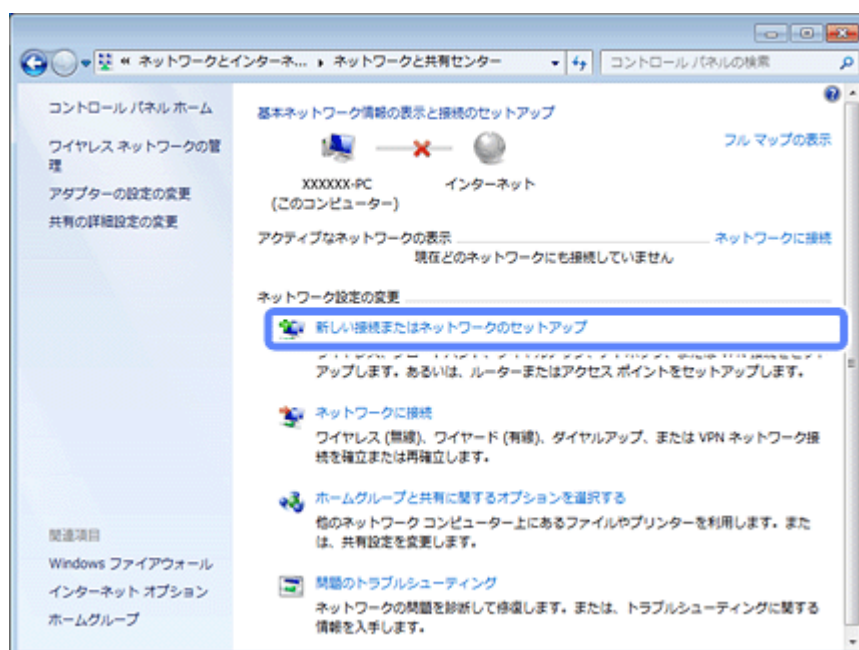 « ネットワークとインターネ... ▸ ネットワークと共有センター
コントロール パネルの検索
コントロール パネル ホーム
ワイヤレス ネットワークの管
理
アダプターの設定の変更
共有の詳細設定の変更
基本ネットワーク情報の表示と接続のセットアップ
フル マップの表示
XXXXXX-PC
(このコンピューター)
インターネット
アクティブなネットワークの表示
ネットワークに接続
現在どのネットワークにも接続していません
ネットワーク設定の変更
新しい接続またはネットワークのセットアップ
アップします。あるいは、ルーターまたはアクセス ポイントをセットアップします。
ネットワークに接続
ワイヤレス (無線)、ワイヤード (有線)、ダイヤルアップ、または VPN ネットワーク接
続を確立または再確立します。
ホームグループと共有に関するオプションを選択する
他のネットワーク コンピューター上にあるファイルやプリンターを利用します。また
は、共有設定を変更します。
問題のトラブルシューティング
ネットワークの問題を診断して修復します。または、トラブルシューティングに関する
情報を入手します。
関連項目
Windows ファイアウォール
インターネット オプション
ホームグループ